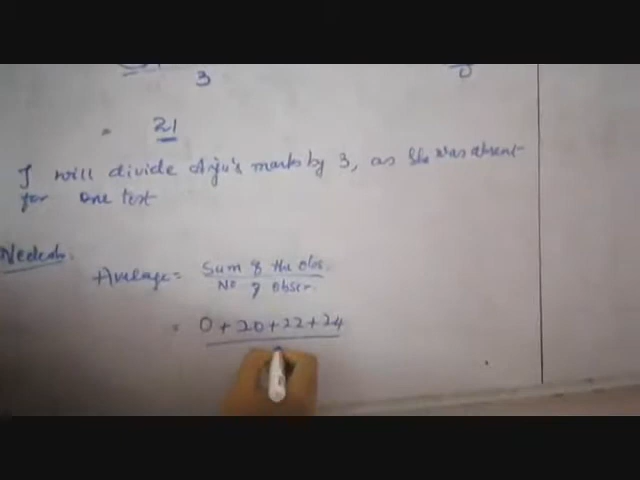 3
= 21
I will divide Anju's marks by 3, as she was absent
for one test
Neelesh.
Average = Sum of the obs.
No of obser.
= 0 + 20 + 22 + 24